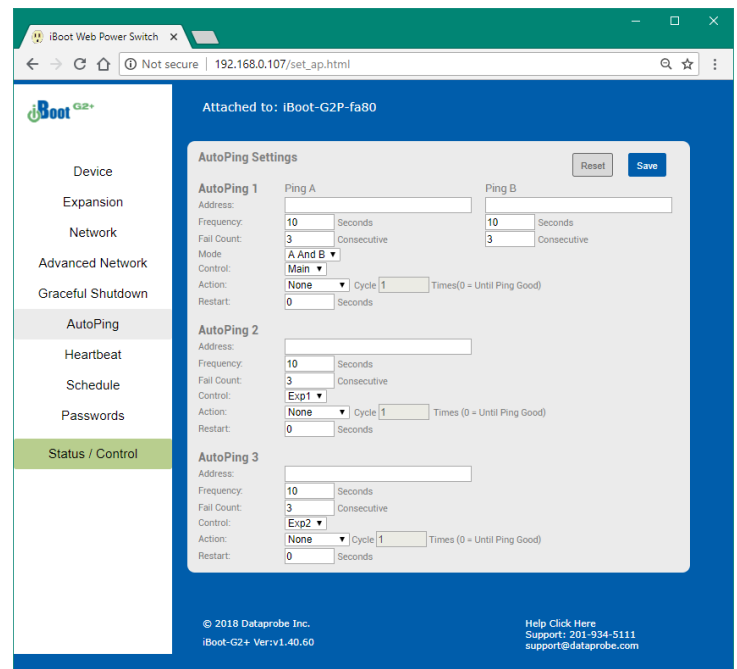 iBoot Web Power Switch
Not secure 192.168.0.107/set_ap.html
iBoot G2+
Attached to: iBoot-G2P-fa80
Device
Expansion
Network
Advanced Network
Graceful Shutdown
AutoPing
Heartbeat
Schedule
Passwords
Status / Control
AutoPing Settings
Reset Save
AutoPing 1 Ping A Ping B
Address:
Frequency: 10 Seconds 10 Seconds
Fail Count: 3 Consecutive 3 Consecutive
Mode A And B
Control: Main
Action: None Cycle 1 Times(0 = Until Ping Good)
Restart: 0 Seconds
AutoPing 2
Address:
Frequency: 10 Seconds
Fail Count: 3 Consecutive
Control: Exp1
Action: None Cycle 1 Times (0 = Until Ping Good)
Restart: 0 Seconds
AutoPing 3
Address:
Frequency: 10 Seconds
Fail Count: 3 Consecutive
Control: Exp2
Action: None Cycle 1 Times (0 = Until Ping Good)
Restart: 0 Seconds
© 2018 Dataprobe Inc.
iBoot-G2+ Ver:v1.40.60
Help Click Here
Support: 201-934-5111
support@dataprobe.com